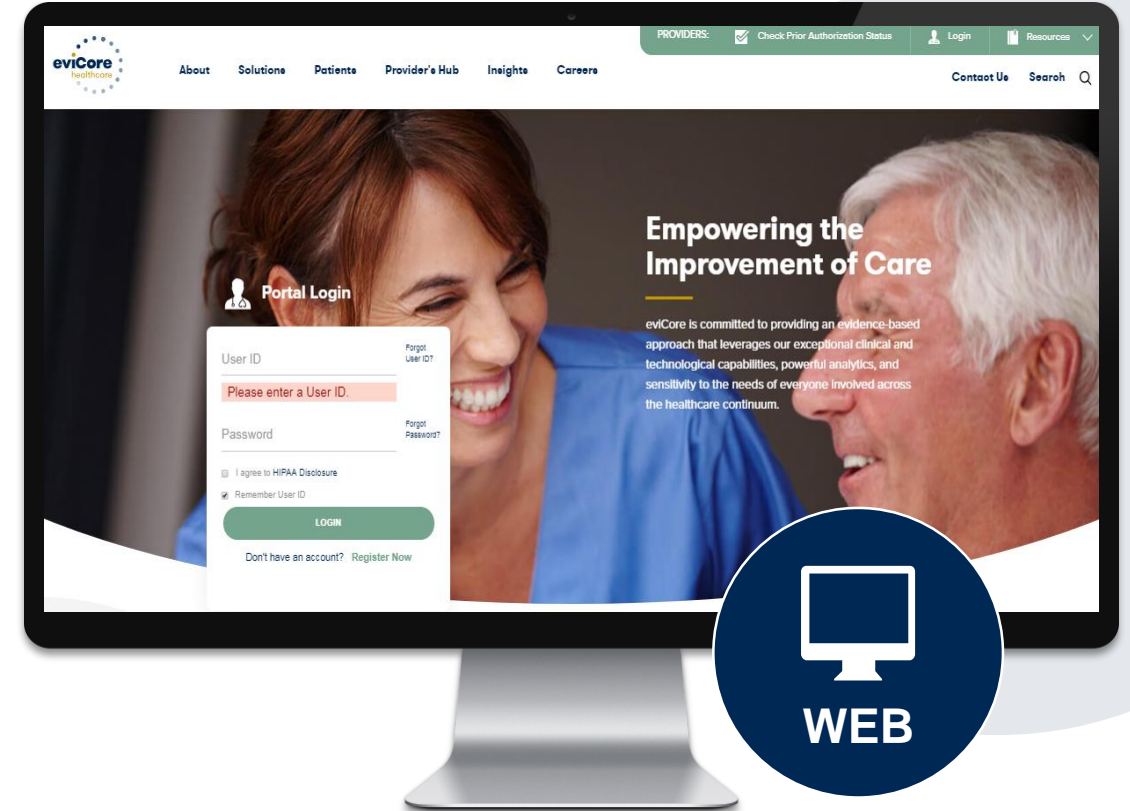 PROVIDERS: Check Prior Authorization Status Login Resources
eviCore
healthcare
About Solutions Patients Provider's Hub Insights Careers
Contact Us Search
Empowering the
Improvement of Care
eviCore is committed to providing an evidence-based
approach that leverages our exceptional clinical and
technological capabilities, powerful analytics, and
sensitivity to the needs of everyone involved across
the healthcare continuum.
Portal Login
User ID
Forgot
User ID?
Please enter a User ID.
Password
Forgot
Password?
I agree to HIPAA Disclosure
Remember User ID
LOGIN
Don't have an account? Register Now
WEB